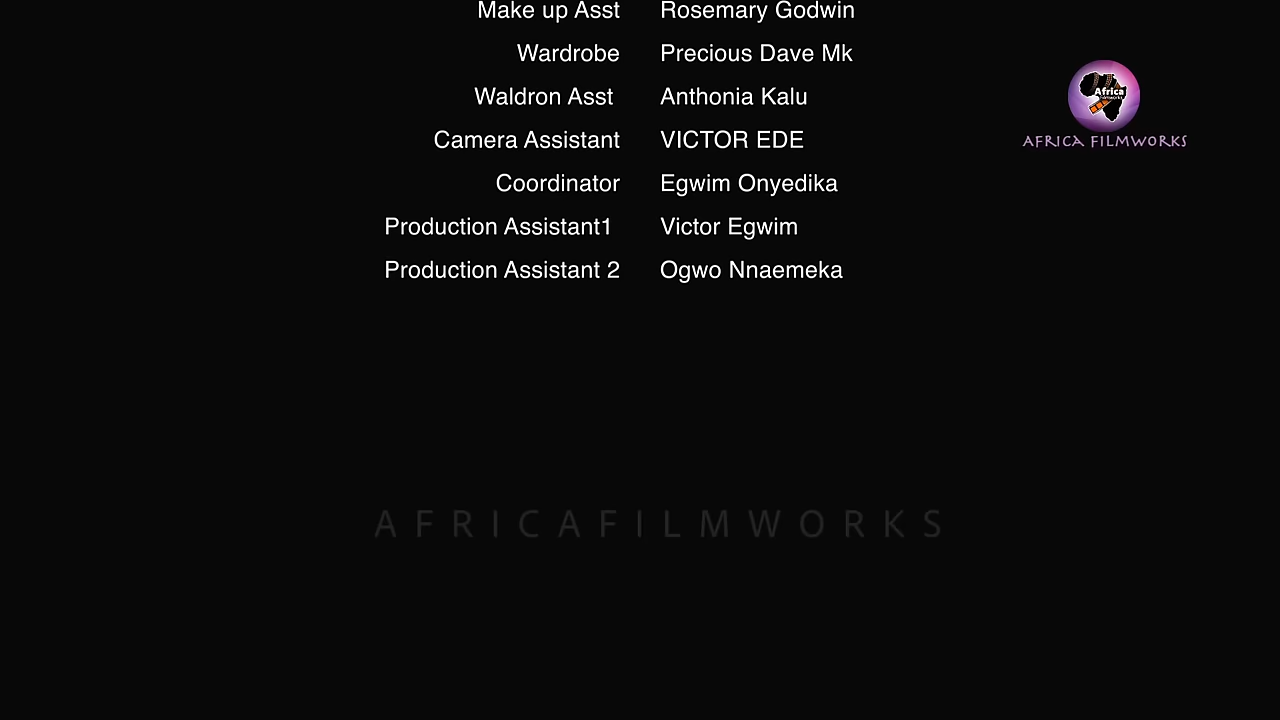 Make up Asst Rosemary Godwin
Wardrobe Precious Dave Mk
Waldron Asst Anthonia Kalu
Camera Assistant VICTOR EDE
Coordinator Egwim Onyedika
Production Assistant1 Victor Egwim
Production Assistant 2 Ogwo Nnaemeka
Africa
AFRICA FILMWORKS
AFRICAFILMWORKS